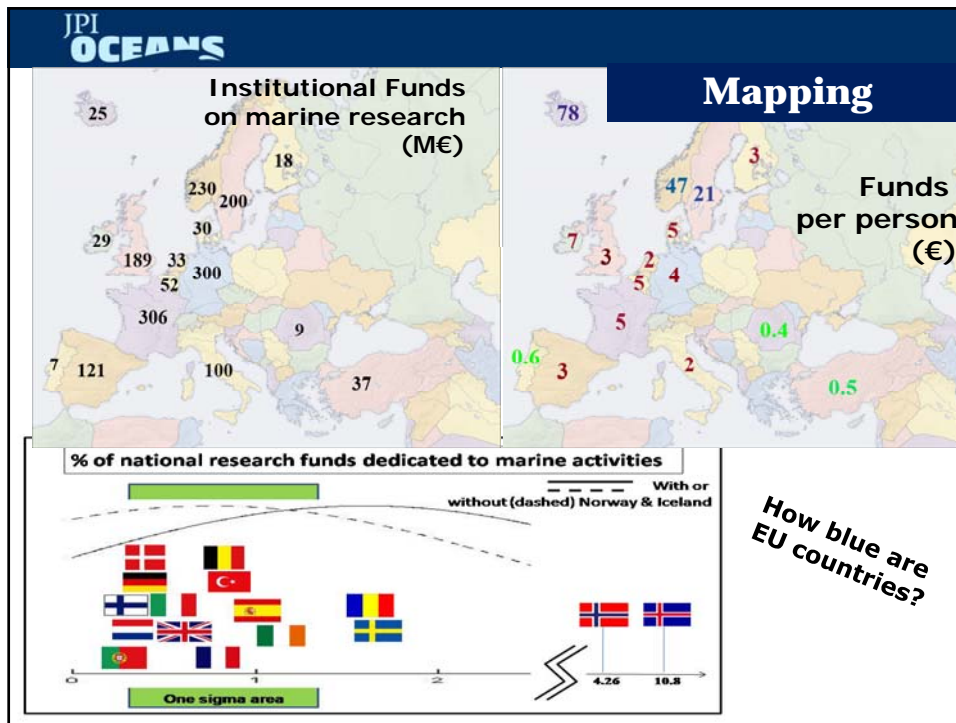 JPI
OCEANS
Mapping
Institutional Funds
on marine research
(M€)
25
18
230
200
30
29
189
33
52
300
306
9
7
121
100
37
78
3
47
21
Funds
per person
(€)
5
7
3
2
5
4
5
0.4
0.6
3
2
0.5
% of national research funds dedicated to marine activities
With or
without (dashed) Norway & Iceland
How blue are
EU countries?
0
1
2
4.26
10.8
One sigma area